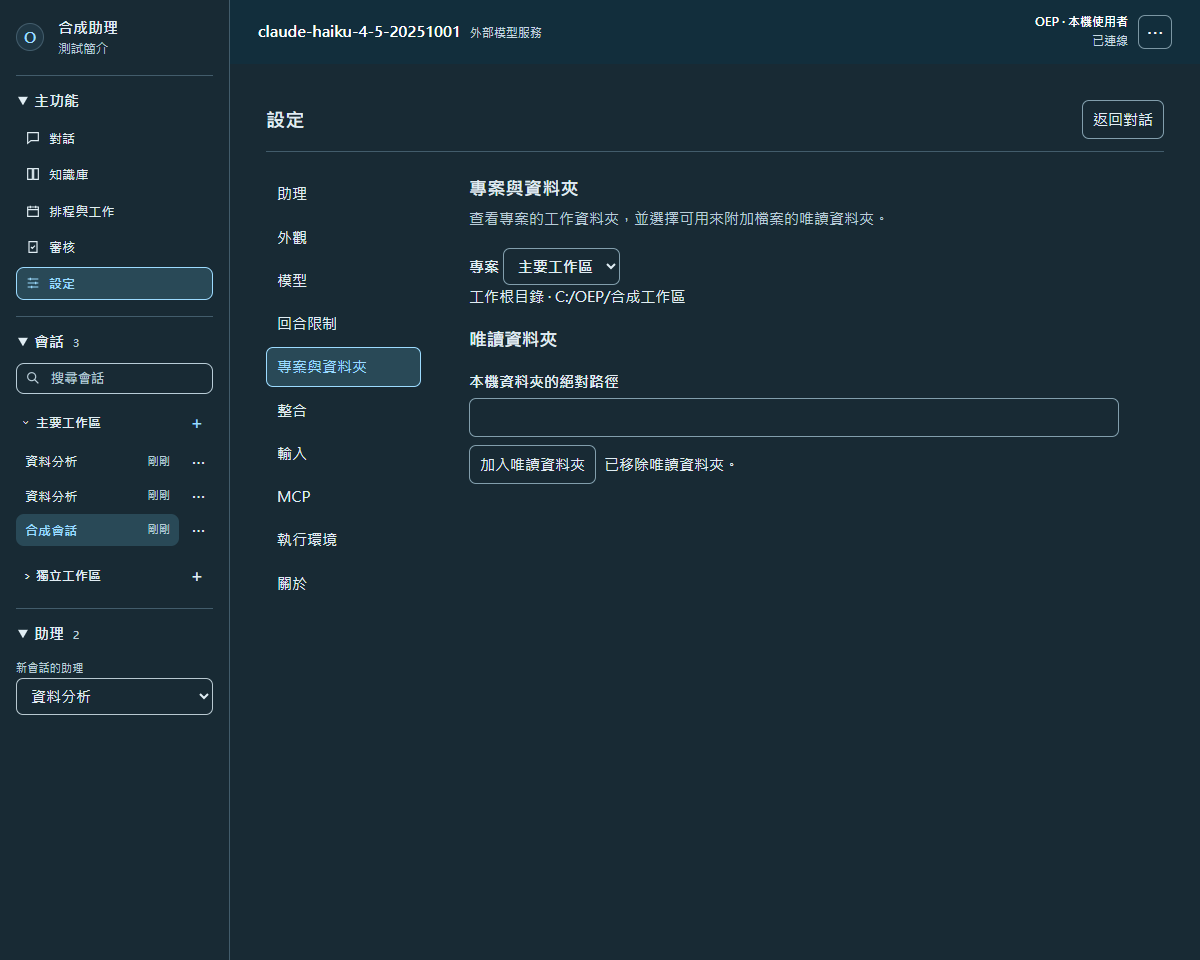 O
合成助理
測試簡介
▼ 主功能
對話
知識庫
排程與工作
審核
設定
▼ 會話 3
搜尋會話
主要工作區 +
資料分析 剛剛 ...
資料分析 剛剛 ...
合成會話 剛剛 ...
獨立工作區 +
▼ 助理 2
新會話的助理
資料分析
claude-haiku-4-5-20251001 外部模型服務
OEP · 本機使用者
已連線
...
設定
返回對話
助理
外觀
模型
回合限制
專案與資料夾
整合
輸入
MCP
執行環境
關於
專案與資料夾
查看專案的工作資料夾，並選擇可用來附加檔案的唯讀資料夾。
專案 主要工作區
工作根目錄 · C:/OEP/合成工作區
唯讀資料夾
本機資料夾的絕對路徑
加入唯讀資料夾 已移除唯讀資料夾。